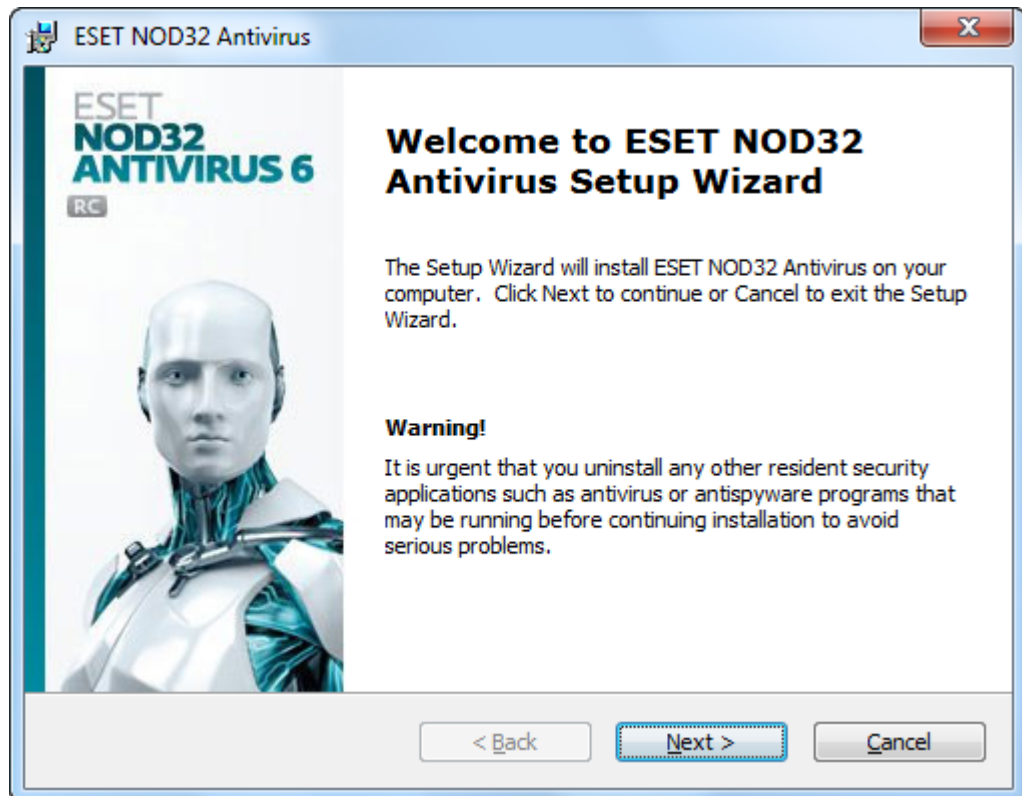 ESET NOD32 Antivirus
ESET
NOD32
ANTIVIRUS 6
RC
Welcome to ESET NOD32
Antivirus Setup Wizard
The Setup Wizard will install ESET NOD32 Antivirus on your
computer.  Click Next to continue or Cancel to exit the Setup
Wizard.
Warning!
It is urgent that you uninstall any other resident security
applications such as antivirus or antispyware programs that
may be running before continuing installation to avoid
serious problems.
< Back
Next >
Cancel